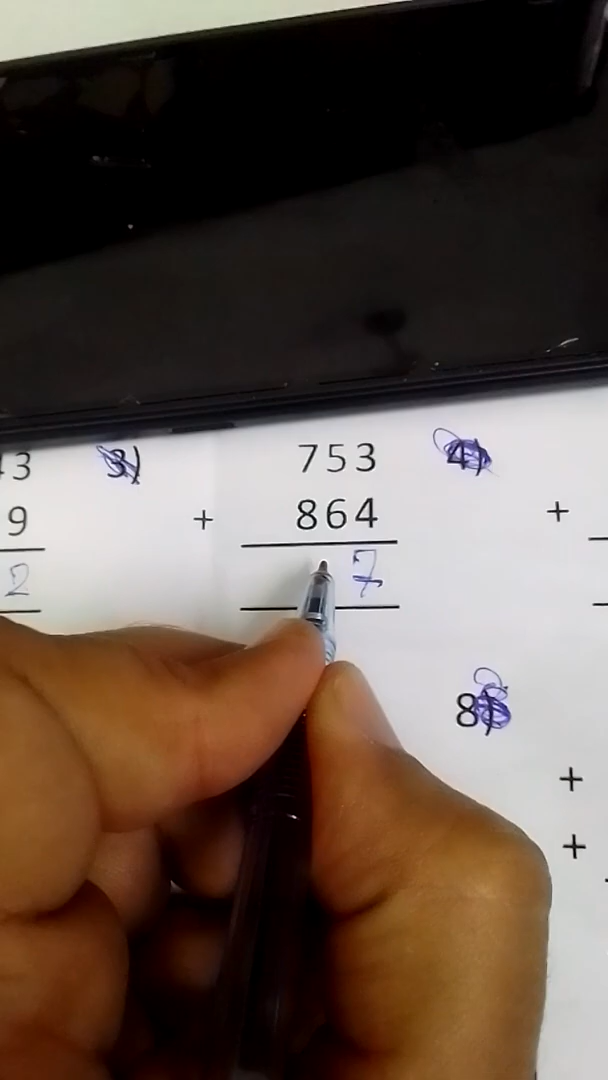 3 3) 753 4)
9 + 864 +
2 7
8)
+
+